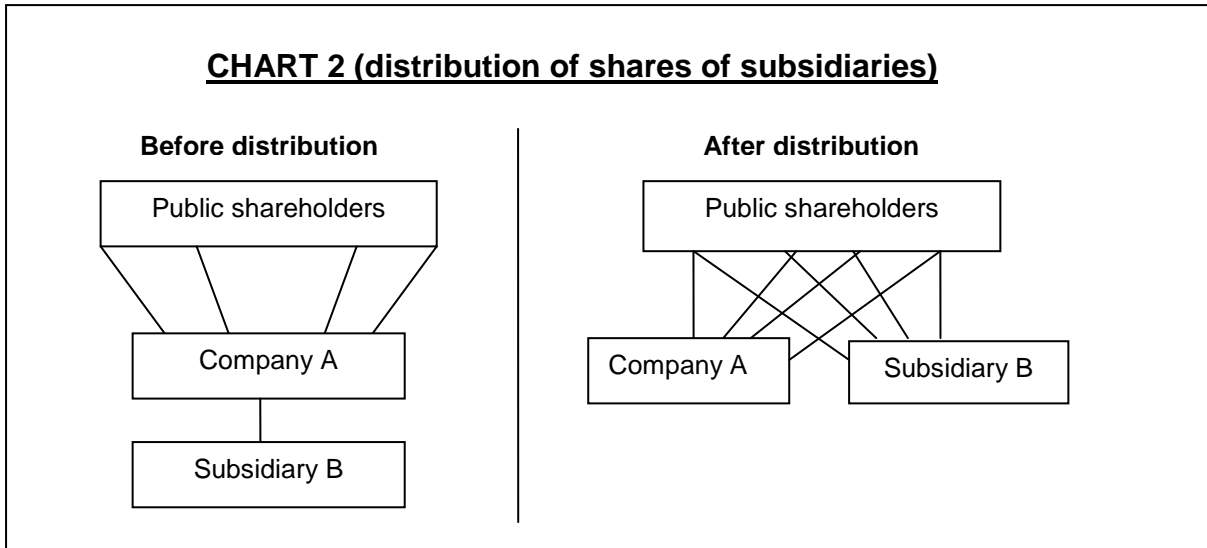 CHART 2 (distribution of shares of subsidiaries)
Before distribution
Public shareholders
Company A
Subsidiary B
After distribution
Public shareholders
Company A
Subsidiary B